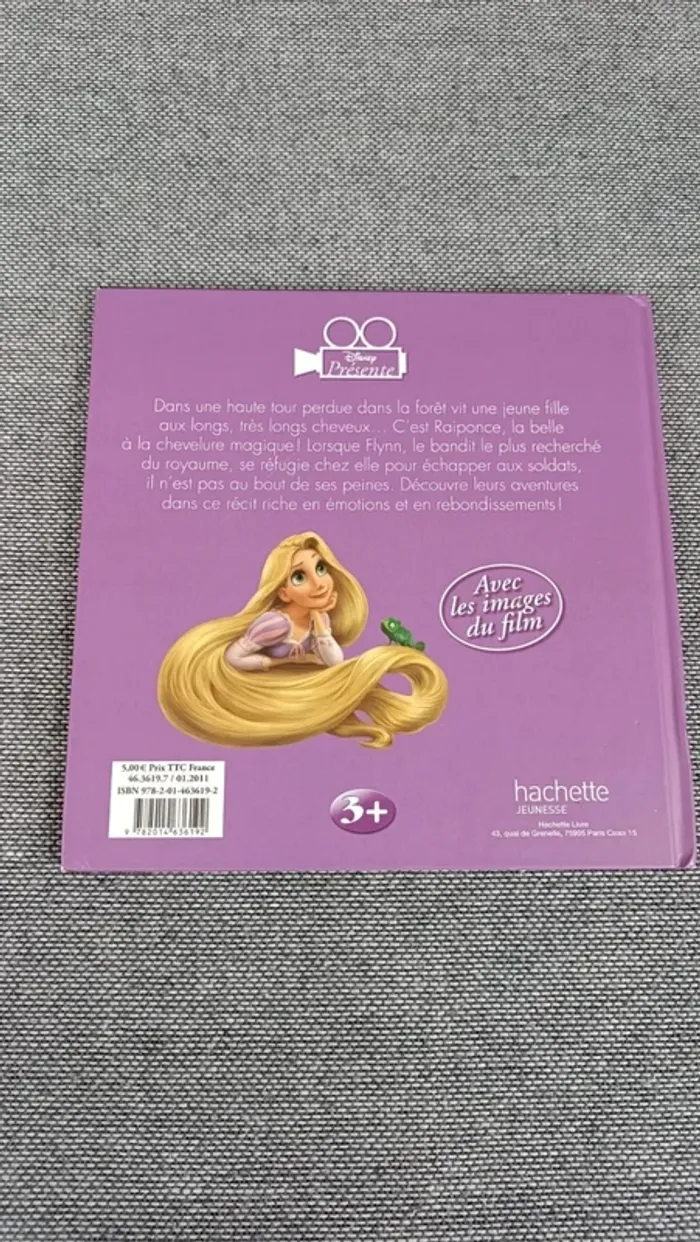 Disney
Présente
Dans une haute tour perdue dans la forêt vit une jeune fille
aux longs, très longs cheveux... C'est Raiponce, la belle
à la chevelure magique! Lorsque Flynn, le bandit le plus recherché
du royaume, se réfugie chez elle pour échapper aux soldats,
il n'est pas au bout de ses peines. Découvre leurs aventures
dans ce récit riche en émotions et en rebondissements!
Avec
les images
du film
5,00 € Prix TTC France
46.3619.7 / 01.2011
ISBN 978-2-01-463619-2
9 782014 636192
3+
hachette
JEUNESSE
Hachette Livre
43, quai de Grenelle, 75905 Paris Cedex 15